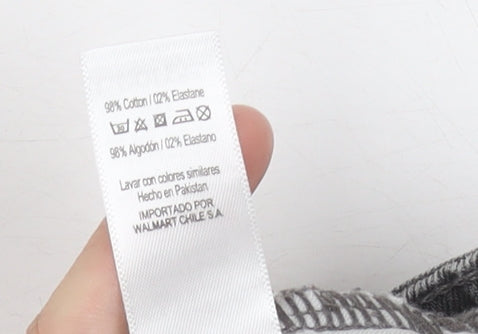 98% Cotton / 02% Elastane
98% Algodón / 02% Elastano
Lavar con colores similares
Hecho en Pakistan
IMPORTADO POR
WALMART CHILE S.A.